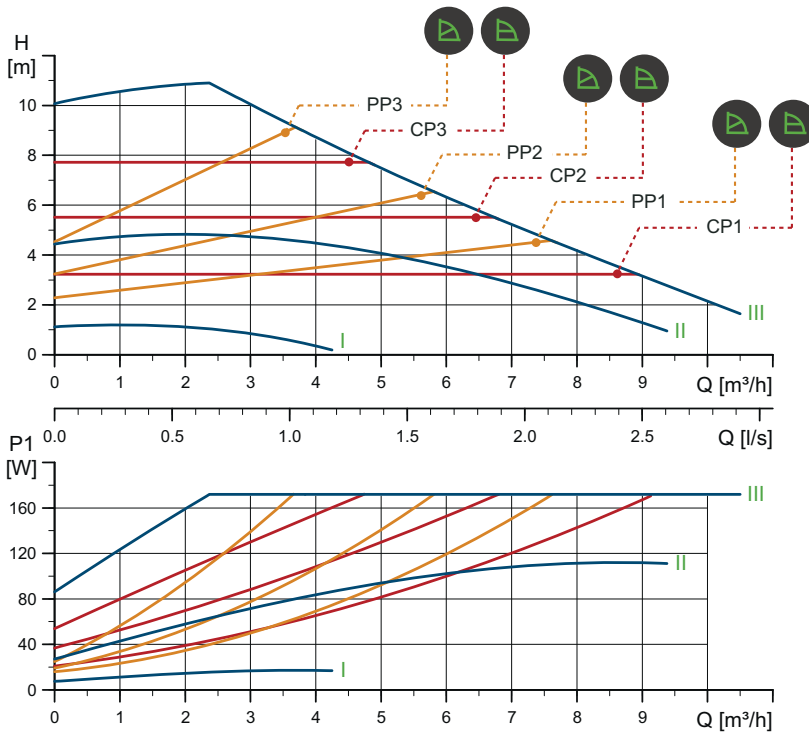 H
[m]
PP3
CP3
PP2
CP2
PP1
CP1
10
8
6
4
2
0
I
II
III
0 1 2 3 4 5 6 7 8 9 Q [m³/h]
0.0 0.5 1.0 1.5 2.0 2.5 Q [l/s]
P1
[W]
160
120
80
40
0
III
II
I
0 1 2 3 4 5 6 7 8 9 Q [m³/h]